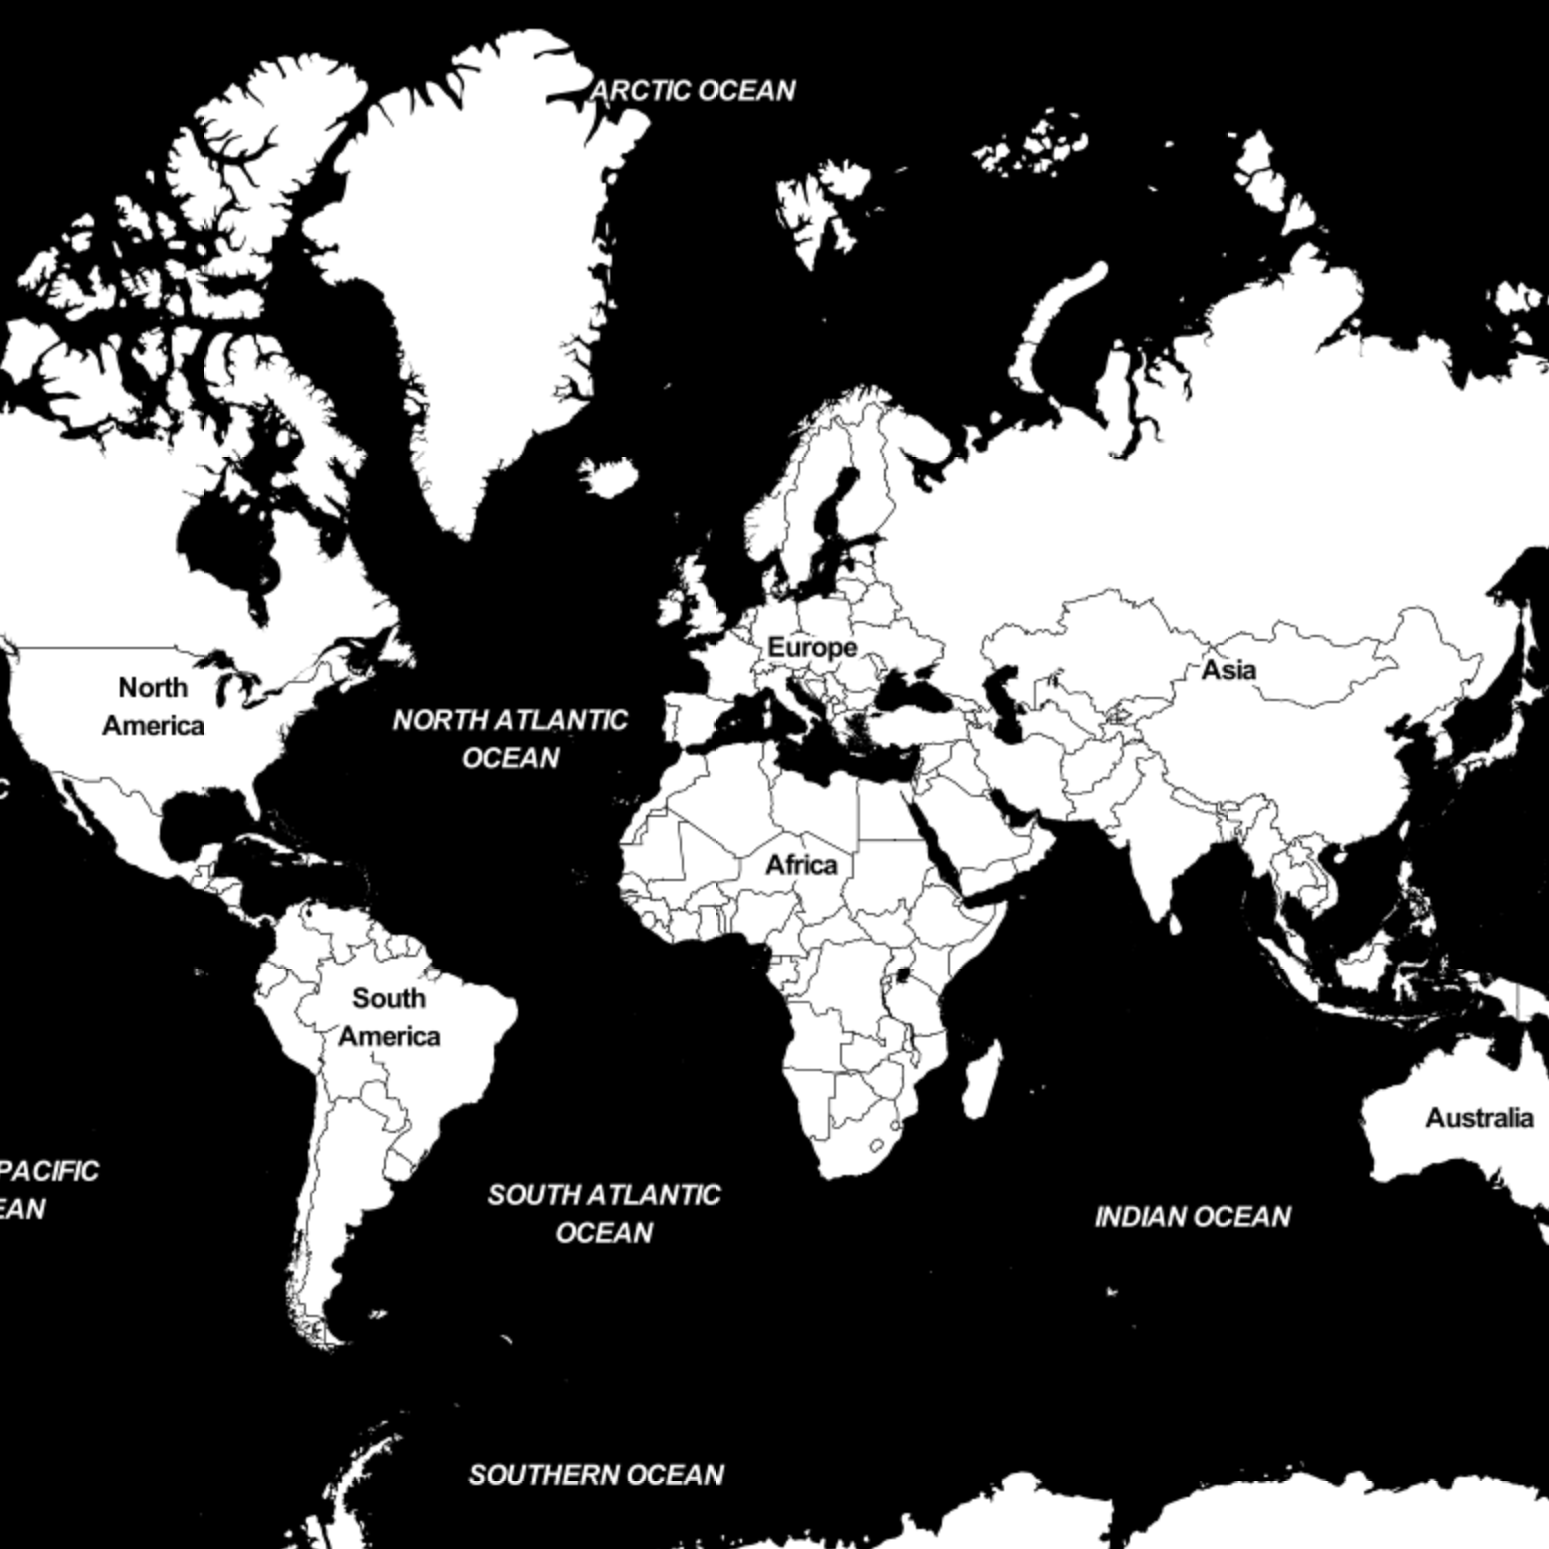 ARCTIC OCEAN
Europe
Asia
North
America
NORTH ATLANTIC
OCEAN
C
Africa
South
America
Australia
PACIFIC
EAN
SOUTH ATLANTIC
OCEAN
INDIAN OCEAN
SOUTHERN OCEAN